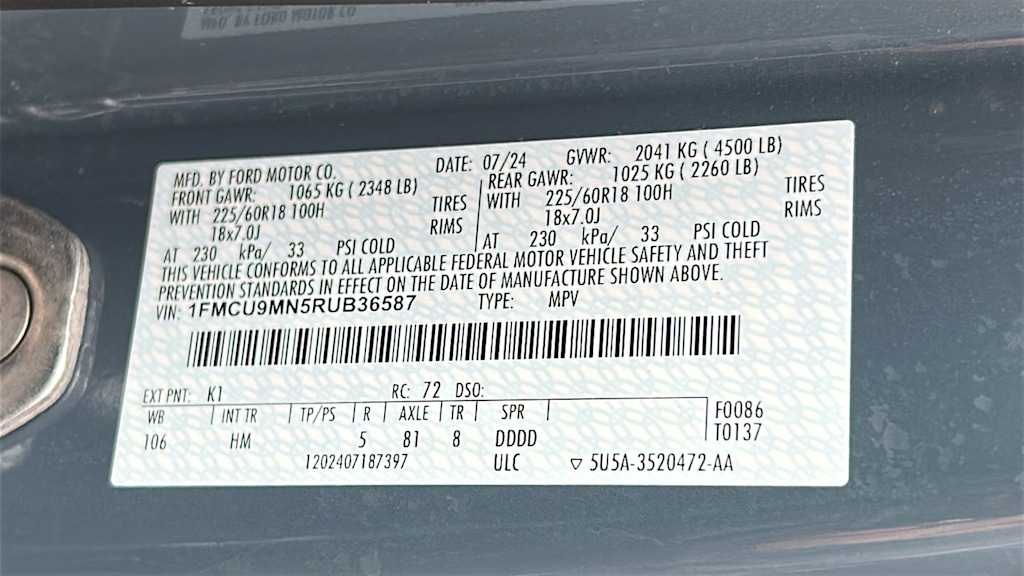 MFD. BY FORD MOTOR CO. DATE: 07/24 GVWR: 2041 KG ( 4500 LB)
FRONT GAWR: 1065 KG ( 2348 LB) REAR GAWR: 1025 KG ( 2260 LB)
WITH 225/60R18 100H TIRES WITH 225/60R18 100H TIRES
18x7.0J RIMS 18x7.0J RIMS
AT 230 kPa/ 33 PSI COLD AT 230 kPa/ 33 PSI COLD
THIS VEHICLE CONFORMS TO ALL APPLICABLE FEDERAL MOTOR VEHICLE SAFETY AND THEFT
PREVENTION STANDARDS IN EFFECT ON THE DATE OF MANUFACTURE SHOWN ABOVE.
VIN: 1FMCU9MN5RUB36587 TYPE: MPV
EXT PNT: K1 RC: 72 DSO:
WB INT TR TP/PS R AXLE TR SPR F0086
106 HM 5 81 8 DDDD T0137
1202407187397 ULC ▽ 5U5A-3520472-AA